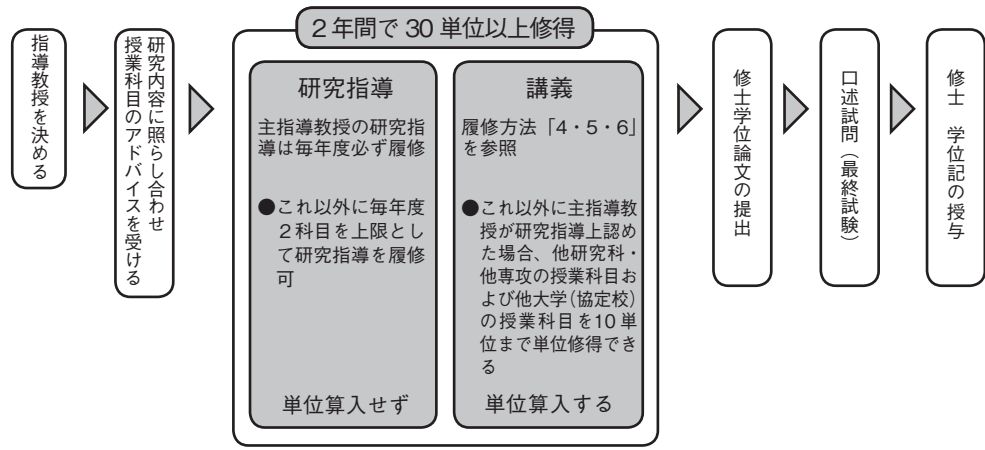 指導教授を決める
研究内容に照らし合わせ
授業科目のアドバイスを受ける
2年間で30単位以上修得
研究指導
主指導教授の研究指
導は毎年度必ず履修
●これ以外に毎年度
2科目を上限とし
て研究指導を履修
可
単位算入せず
講義
履修方法「4・5・6」
を参照
●これ以外に主指導教
授が研究指導上認め
た場合、他研究科・
他専攻の授業科目お
よび他大学(協定校)
の授業科目を10単
位まで単位修得でき
る
単位算入する
修士学位論文の提出
口述試問(最終試験)
修士 学位記の授与